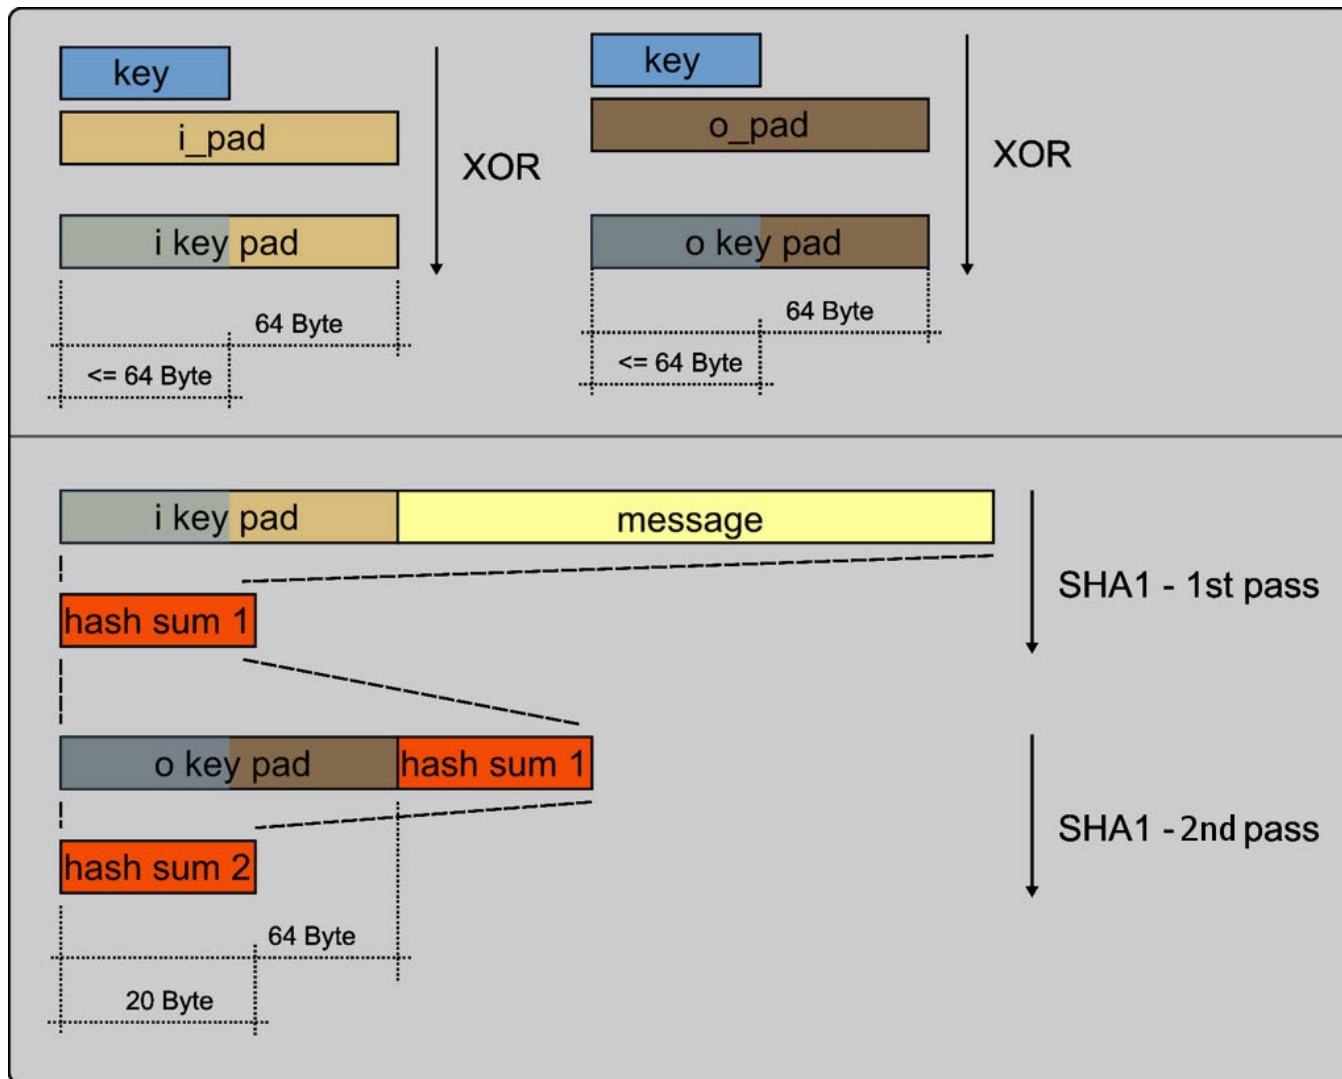 key
i_pad
XOR
i key pad
64 Byte
<= 64 Byte
key
o_pad
XOR
o key pad
64 Byte
<= 64 Byte
i key pad
message
SHA1 - 1st pass
hash sum 1
o key pad
hash sum 1
SHA1 - 2nd pass
hash sum 2
64 Byte
20 Byte